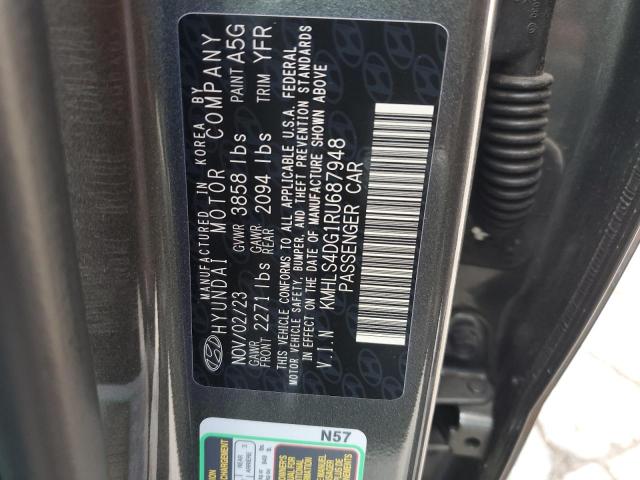 MANUFACTURED IN KOREA BY
HYUNDAI MOTOR COMPANY
NOV/02/23 GVWR 3858 lbs PAINT A5G
GAWR FRONT 2271 lbs GAWR REAR 2094 lbs TRIM YFR
THIS VEHICLE CONFORMS TO ALL APPLICABLE U.S.A. FEDERAL
MOTOR VEHICLE SAFETY, BUMPER, AND THEFT PREVENTION STANDARDS
IN EFFECT ON THE DATE OF MANUFACTURE SHOWN ABOVE
V.I.N KMHLS4DG1RU687948
PASSENGER CAR
N57